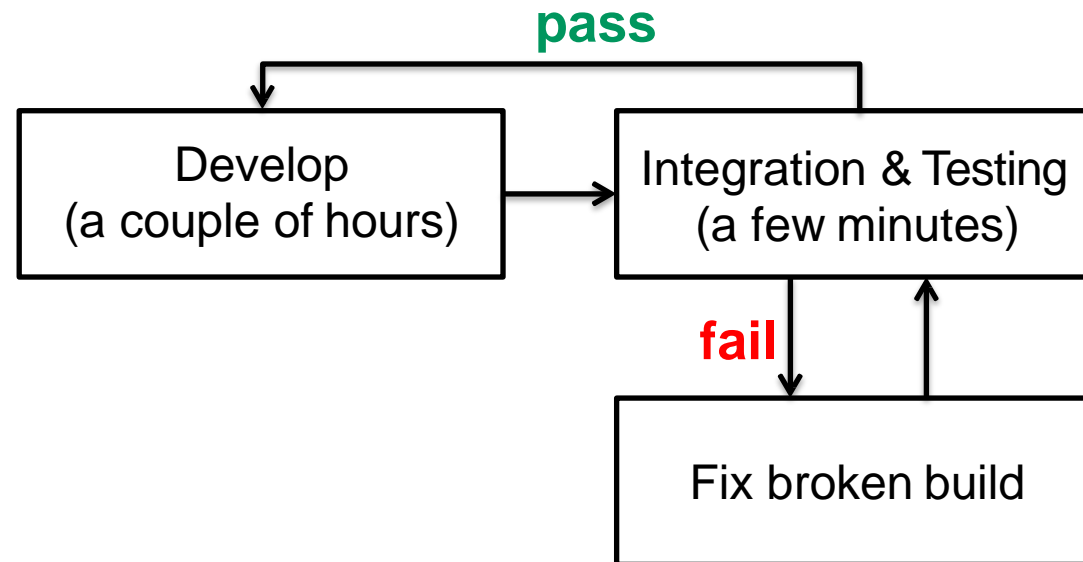 pass
Develop
(a couple of hours)
Integration & Testing
(a few minutes)
fail
Fix broken build